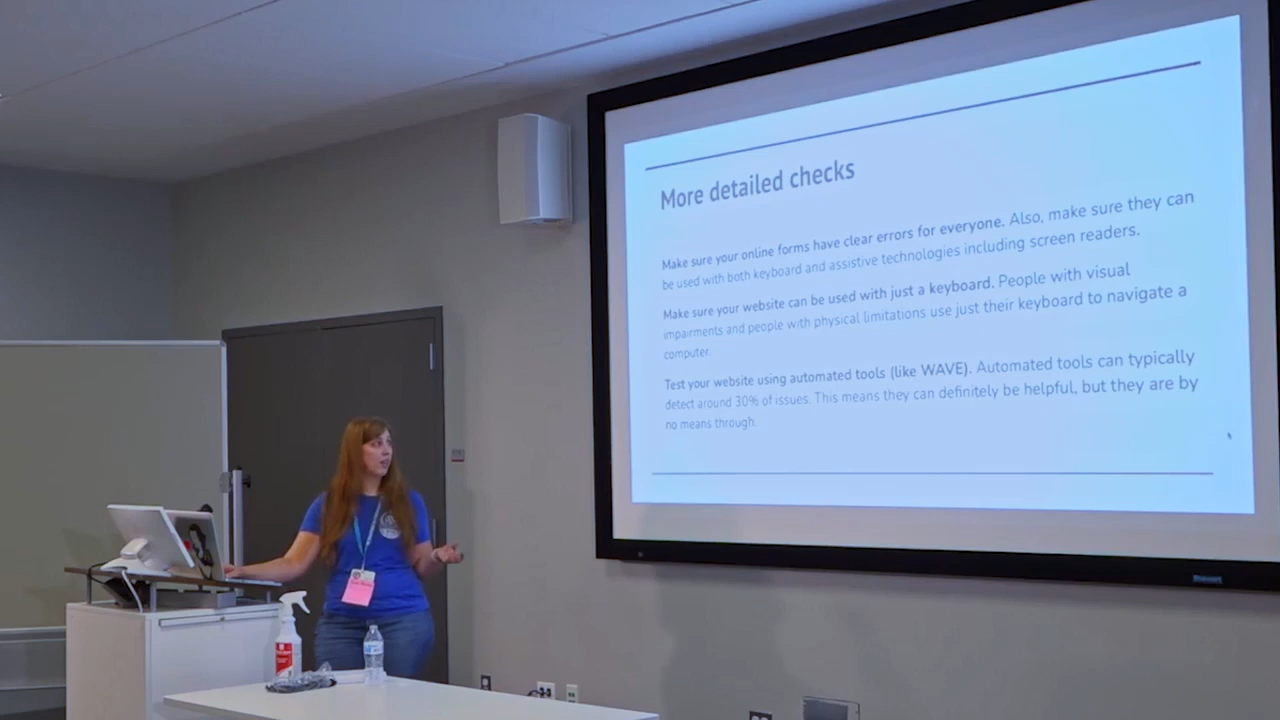 More detailed checks
Make sure your online forms have clear errors for everyone. Also, make sure they can
be used with both keyboard and assistive technologies including screen readers.
Make sure your website can be used with just a keyboard. People with visual
impairments and people with physical limitations use just their keyboard to navigate a
computer.
Test your website using automated tools (like WAVE). Automated tools can typically
detect around 30% of issues. This means they can definitely be helpful, but they are by
no means through.